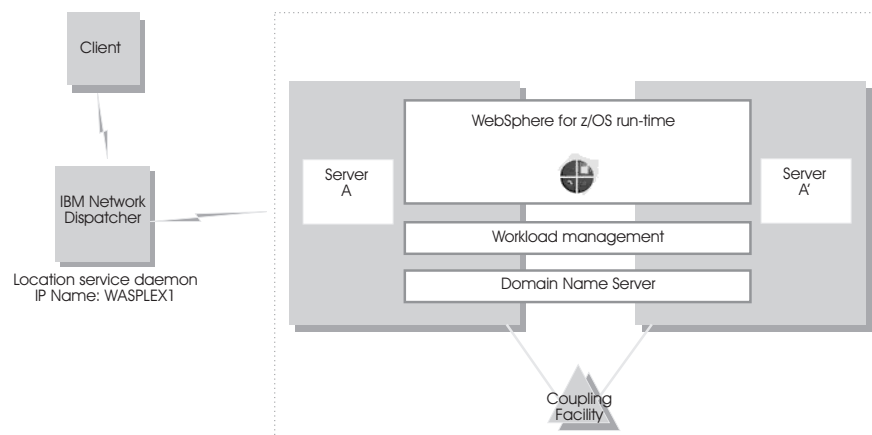 Client
IBM Network
Dispatcher
Location service daemon
IP Name: WASPLEX1
WebSphere for z/OS run-time
Server
A
Server
A'
Workload management
Domain Name Server
Coupling
Facility